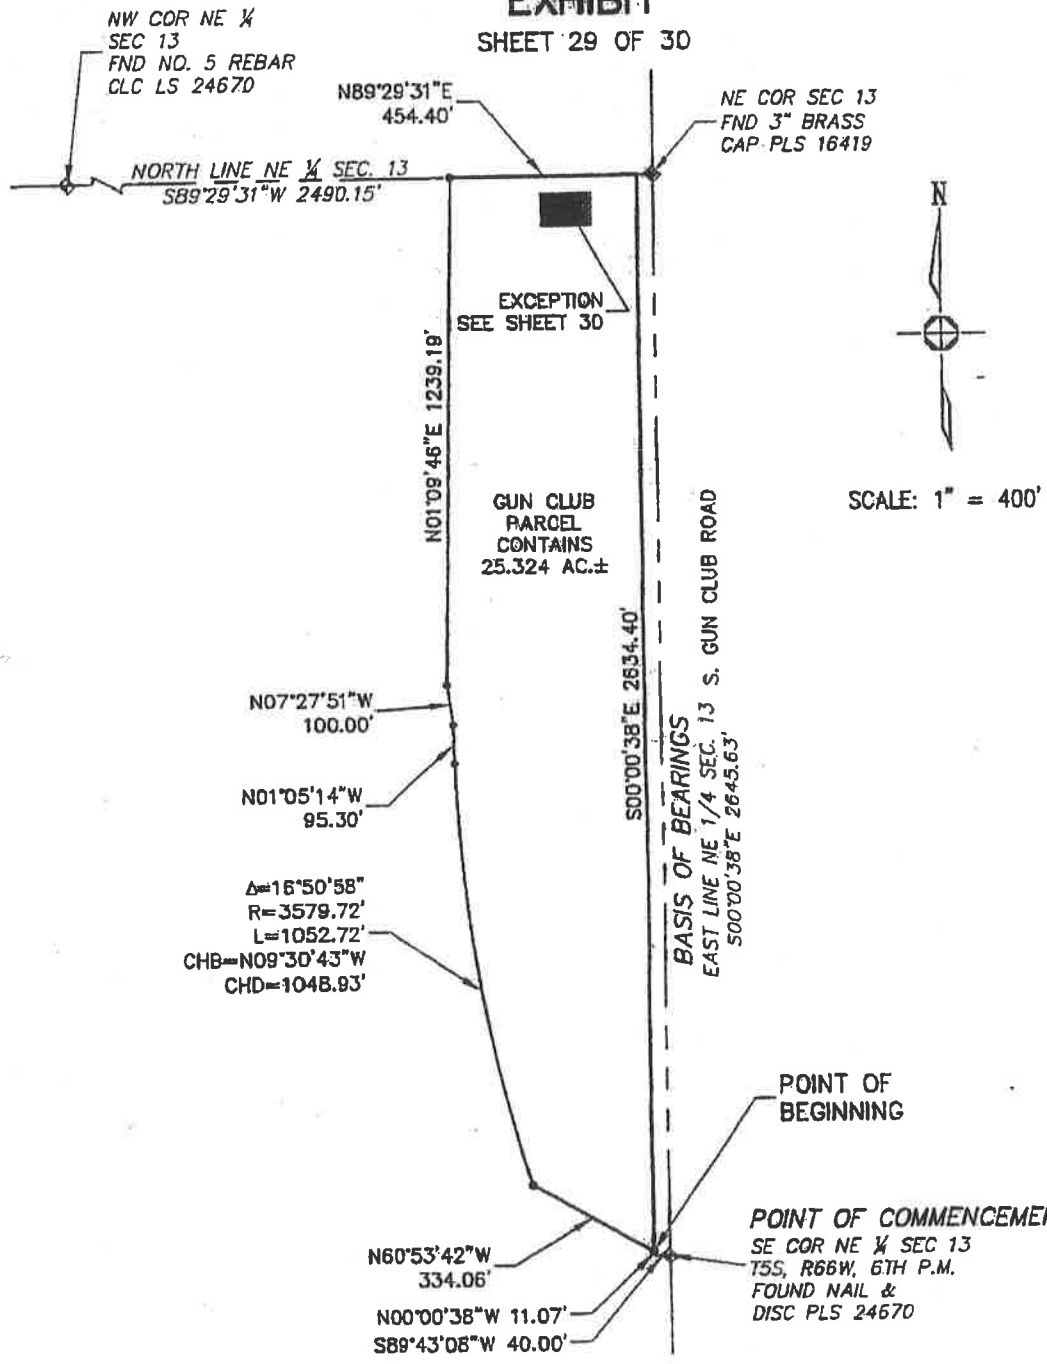 EXHIBIT
SHEET 29 OF 30
NW COR NE ¼
SEC 13
FND NO. 5 REBAR
CLC LS 24670
N89°29'31"E
454.40'
NE COR SEC 13
FND 3" BRASS
CAP PLS 16419
NORTH LINE NE ¼ SEC. 13
S89°29'31"W 2490.15'
N
EXCEPTION
SEE SHEET 30
N01°09'46"E 1239.19'
SCALE: 1" = 400'
GUN CLUB
PARCEL
CONTAINS
25.324 AC.±
S00°00'38"E 2634.40'
BASIS OF BEARINGS
EAST LINE NE 1/4 SEC. 13 S. GUN CLUB ROAD
S00°00'38"E 2645.63'
N07°27'51"W
100.00'
N01°05'14"W
95.30'
Δ=16°50'58"
R=3579.72'
L=1052.72'
CHB=N09°30'43"W
CHD=1048.93'
POINT OF
BEGINNING
POINT OF COMMENCEME
SE COR NE ¼ SEC 13
T5S, R66W, 6TH P.M.
FOUND NAIL &
DISC PLS 24670
N60°53'42"W
334.06'
N00°00'38"W 11.07'
S89°43'08"W 40.00'